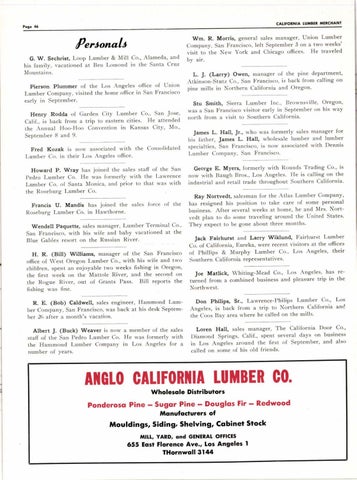 Page 46
CALIFORNIA LUMBER MERCHANT
Personals
G. W. Sechrist, Loop Lumber & Mill Co., Alameda, and
his family, vacationed at Ben Lomond in the Santa Cruz
Mountains.
Pierson Plummer of the Los Angeles office of Union
Lumber Company, visited the home office in San Francisco
early in September.
Henry Rodda of Garden City Lumber Co., San Jose,
Calif., is back from a trip to eastern cities. He attended
the Annual Hoo-Hoo Convention in Kansas City, Mo.,
September 8 and 9.
Fred Kozak is now associated with the Consolidated
Lumber Co. in their Los Angeles office.
Howard P. Wray has joined the sales staff of the San
Pedro Lumber Co. He was formerly with the Lawrence
Lumber Co. of Santa Monica, and prior to that was with
the Roseburg Lumber Co.
Francis U. Mandis has joined the sales force of the
Roseburg Lumber Co. in Hawthorne.
Wendell Paquette, sales manager, Lumber Terminal Co.,
San Francisco, with his wife and baby vacationed at the
Blue Gables resort on the Russian River.
H. R. (Bill) Williams, manager of the San Francisco
office of West Oregon Lumber Co., with his wife and two
children, spent an enjoyable two weeks fishing in Oregon,
the first week on the Mattole River, and the second on
the Rogue River, out of Grants Pass. Bill reports the
fishing was fine.
R. E. (Bob) Caldwell, sales engineer, Hammond Lum-
ber Company, San Francisco, was back at his desk Septem-
ber 26 after a month's vacation.
Albert J. (Buck) Weaver is now a member of the sales
staff of the San Pedro Lumber Co. He was formerly with
the Hammond Lumber Company in Los Angeles for a
number of years.
Wm. R. Morris, general sales manager, Union Lumber
Company, San Francisco, left September 3 on a two weeks'
visit to the New York and Chicago offices. He traveled
by air.
L. J. (Larry) Owen, manager of the pine department,
Atkinson-Stutz Co., San Francisco, is back from calling on
pine mills in Northern California and Oregon.
Stu Smith, Sierra Lumber Inc., Brownsville, Oregon,
was a San Francisco visitor early in September on his way
north from a visit to Southern California.
James L. Hall, Jr., who was formerly sales manager for
his father, James L. Hall, wholesale lumber and lumber
specialties, San Francisco, is now associated with Dennis
Lumber Company, San Francisco.
George E. Myers, formerly with Rounds Trading Co., is
now with Haugh Bros., Los Angeles. He is calling on the
industrial and retail trade throughout Southern California.
Ray Nortvedt, salesman for the Atlas Lumber Company,
has resigned his position to take care of some personal
business. After several weeks at home, he and Mrs. Nort-
vedt plan to do some traveling around the United States.
They expect to be gone about three months.
Jack Fairhurst and Larry Wiklund, Fairhurst Lumber
Co. of California, Eureka, were recent visitors at the offices
of Phillips & Murphy Lumber Co., Los Angeles, their
Southern California representatives.
Joe Matlick, Whiting-Mead Co., Los Angeles, has re-
turned from a combined business and pleasure trip in the
Northwest.
Don Philips, Sr., Lawrence-Philips Lumber Co., Los
Angeles, is back from a trip to Northern California and
the Coos Bay area where he called on the mills.
Loren Hall, sales manager, The California Door Co.,
Diamond Springs, Calif., spent several days on business
in Los Angeles around the first of September, and also
called on some of his old friends.
ANGLO CALIFORNIA LUMBER CO.
Wholesale Distributors
Ponderosa Pine — Sugar Pine — Douglas Fir — Redwood
Manufacturers of
Mouldings, Siding, Shelving, Cabinet Stock
MILL, YARD, and GENERAL OFFICES
655 East Florence Ave., Los Angeles 1
THornwall 3144